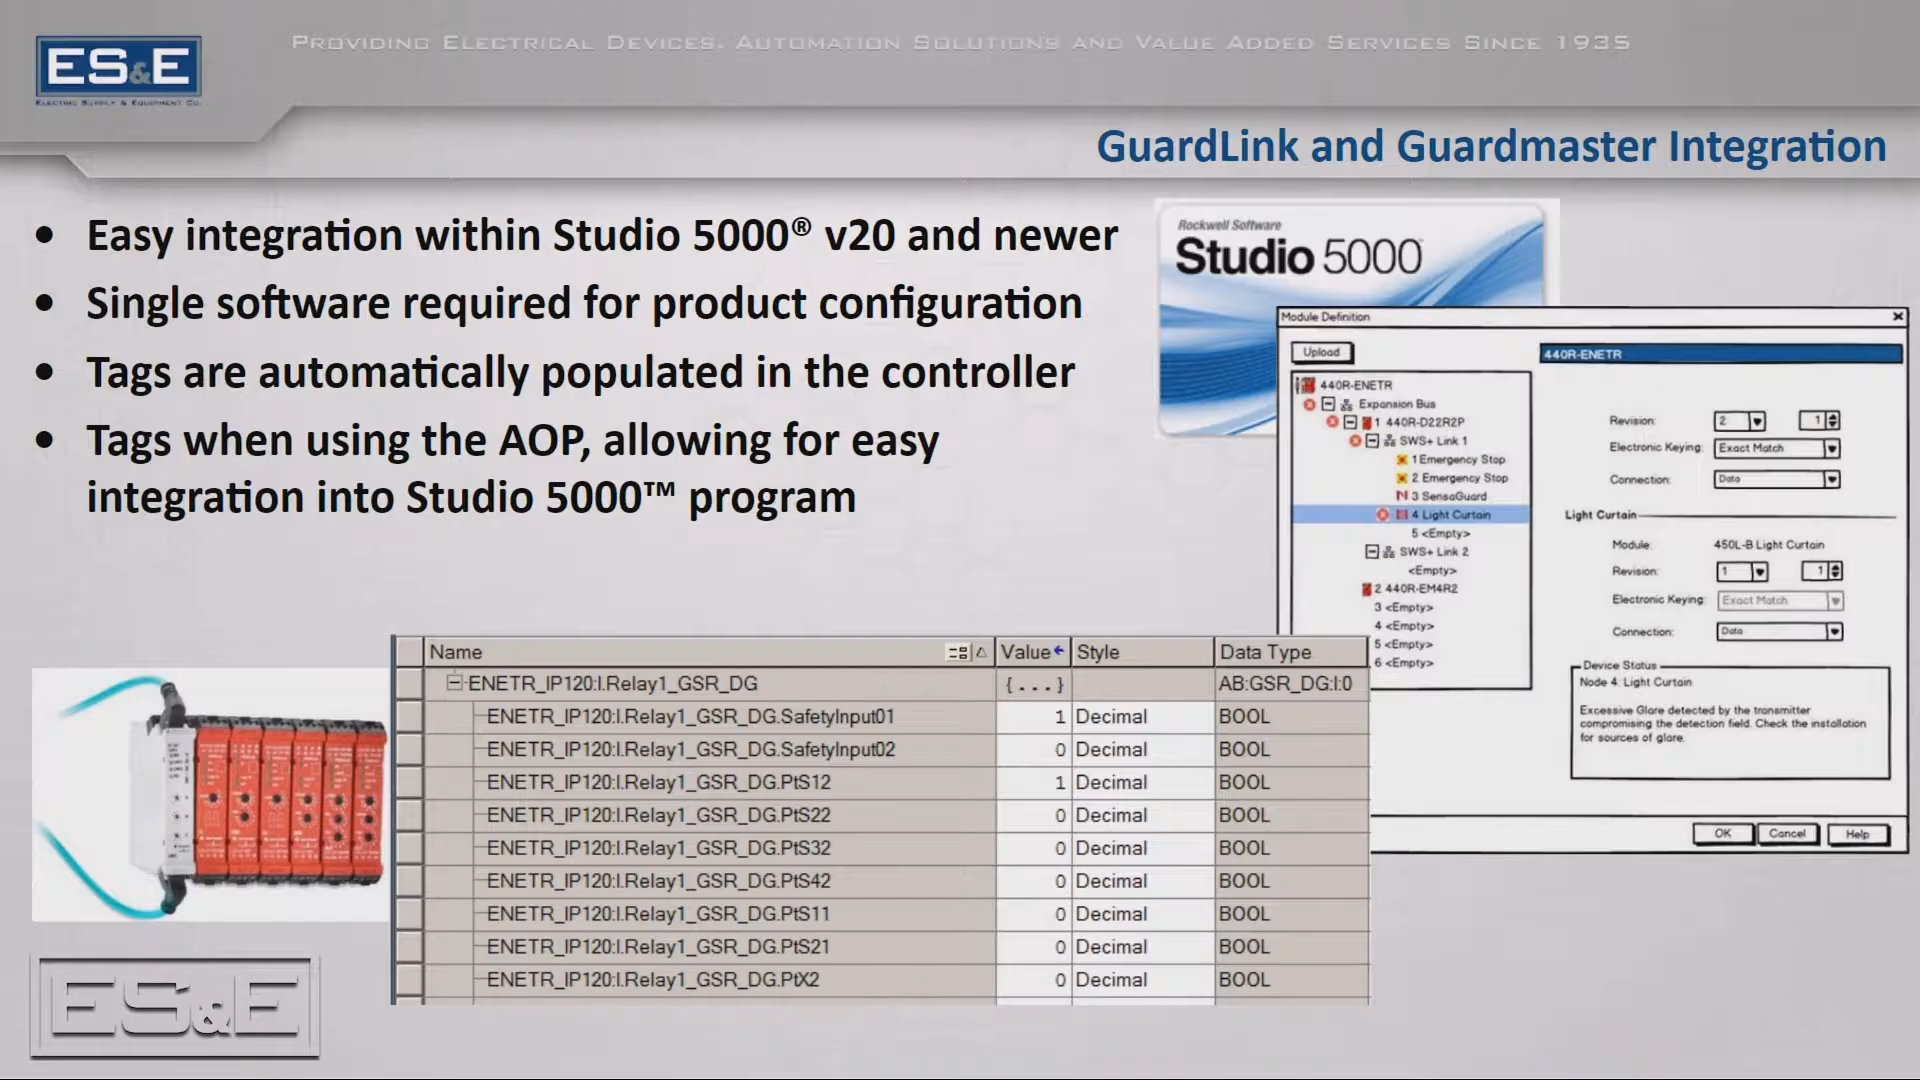 ES&E
ELECTRIC SUPPLY & EQUIPMENT CO.
PROVIDING ELECTRICAL DEVICES, AUTOMATION SOLUTIONS AND VALUE ADDED SERVICES SINCE 1935
GuardLink and Guardmaster Integration
• Easy integration within Studio 5000® v20 and newer
• Single software required for product configuration
• Tags are automatically populated in the controller
• Tags when using the AOP, allowing for easy
integration into Studio 5000™ program
Rockwell Software
Studio 5000
Module Definition
Upload
440R-ENETR
Expansion Bus
1 440R-D22R2P
SWS+ Link 1
1 Emergency Stop
2 Emergency Stop
3 SensaGuard
4 Light Curtain
5 <Empty>
SWS+ Link 2
<Empty>
2 440R-EM4R2
3 <Empty>
4 <Empty>
5 <Empty>
6 <Empty>
440R-ENETR
Revision: 2 1
Electronic Keying: Exact Match
Connection: Data
Light Curtain
Module: 450L-B Light Curtain
Revision: 1 1
Electronic Keying: Exact Match
Connection: Data
Device Status
Node 4: Light Curtain
Excessive Glare detected by the transmitter
compromising the detection field. Check the installation
for sources of glare.
OK Cancel Help
Name Value Style Data Type
ENETR_IP120:I.Relay1_GSR_DG {...} AB:GSR_DG:I:0
ENETR_IP120:I.Relay1_GSR_DG.SafetyInput01 1 Decimal BOOL
ENETR_IP120:I.Relay1_GSR_DG.SafetyInput02 0 Decimal BOOL
ENETR_IP120:I.Relay1_GSR_DG.PtS12 1 Decimal BOOL
ENETR_IP120:I.Relay1_GSR_DG.PtS22 0 Decimal BOOL
ENETR_IP120:I.Relay1_GSR_DG.PtS32 0 Decimal BOOL
ENETR_IP120:I.Relay1_GSR_DG.PtS42 0 Decimal BOOL
ENETR_IP120:I.Relay1_GSR_DG.PtS11 0 Decimal BOOL
ENETR_IP120:I.Relay1_GSR_DG.PtS21 0 Decimal BOOL
ENETR_IP120:I.Relay1_GSR_DG.PtX2 0 Decimal BOOL
ES&E